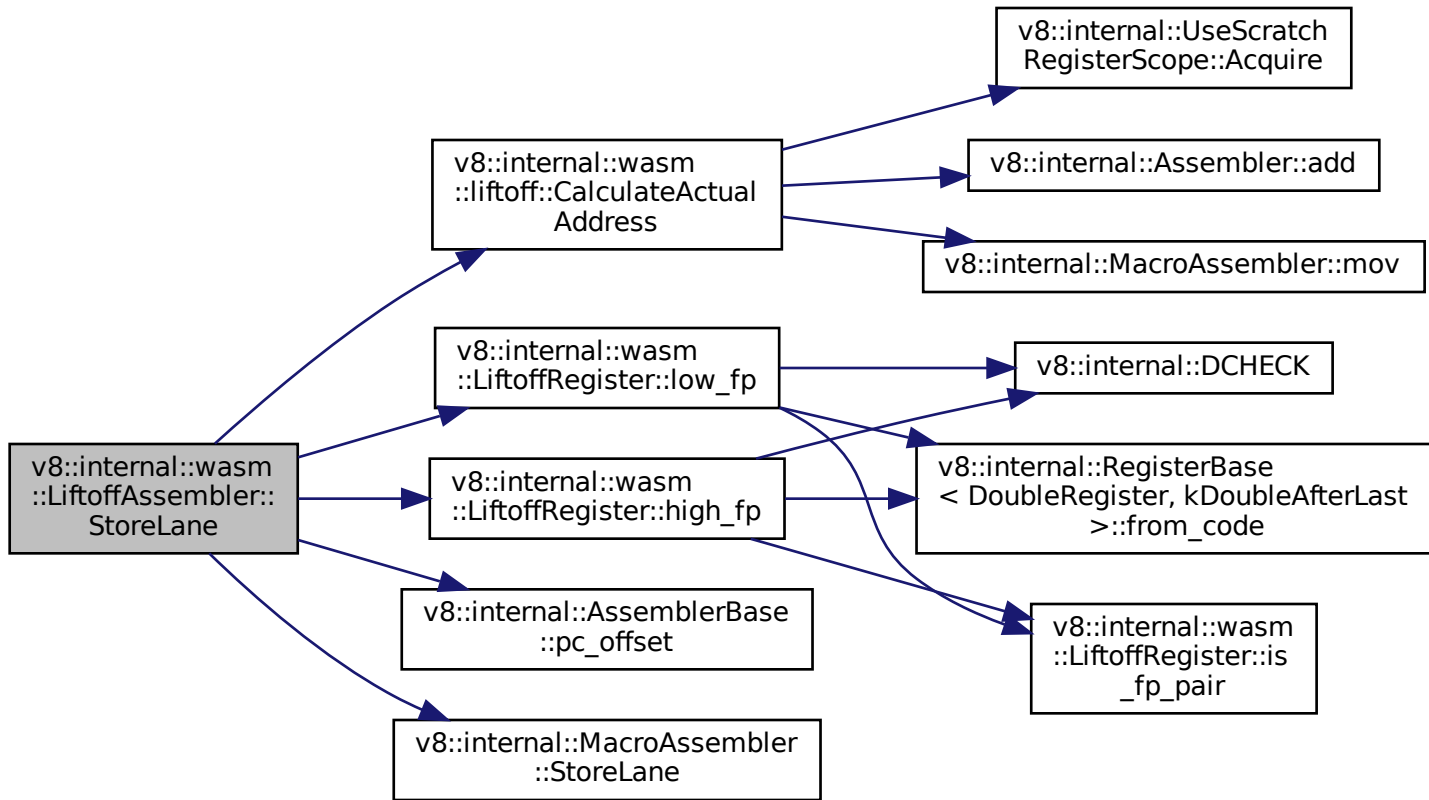 v8::internal::UseScratch
RegisterScope::Acquire
v8::internal::wasm
::liftoff::CalculateActual
Address
v8::internal::Assembler::add
v8::internal::MacroAssembler::mov
v8::internal::wasm
::LiftoffRegister::low_fp
v8::internal::DCHECK
v8::internal::wasm
::LiftoffAssembler::
StoreLane
v8::internal::wasm
::LiftoffRegister::high_fp
v8::internal::RegisterBase
< DoubleRegister, kDoubleAfterLast
>::from_code
v8::internal::AssemblerBase
::pc_offset
v8::internal::wasm
::LiftoffRegister::is
_fp_pair
v8::internal::MacroAssembler
::StoreLane